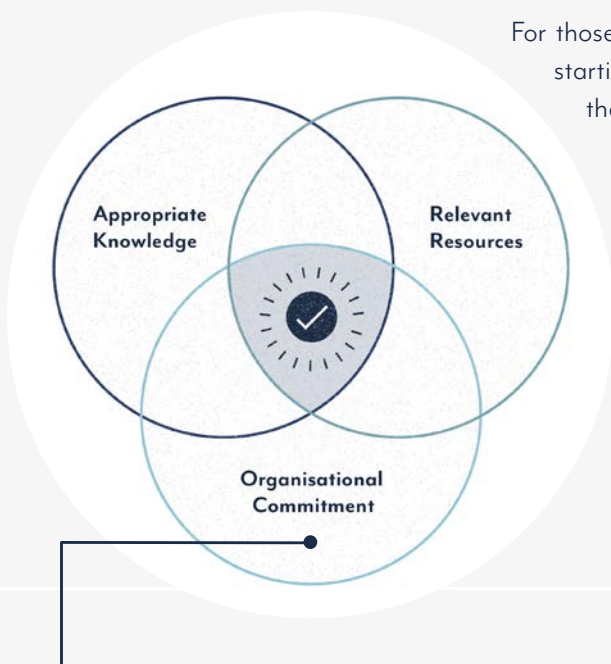 For those
Appropriate
Knowledge
Relevant
Resources
Organisational
Commitment